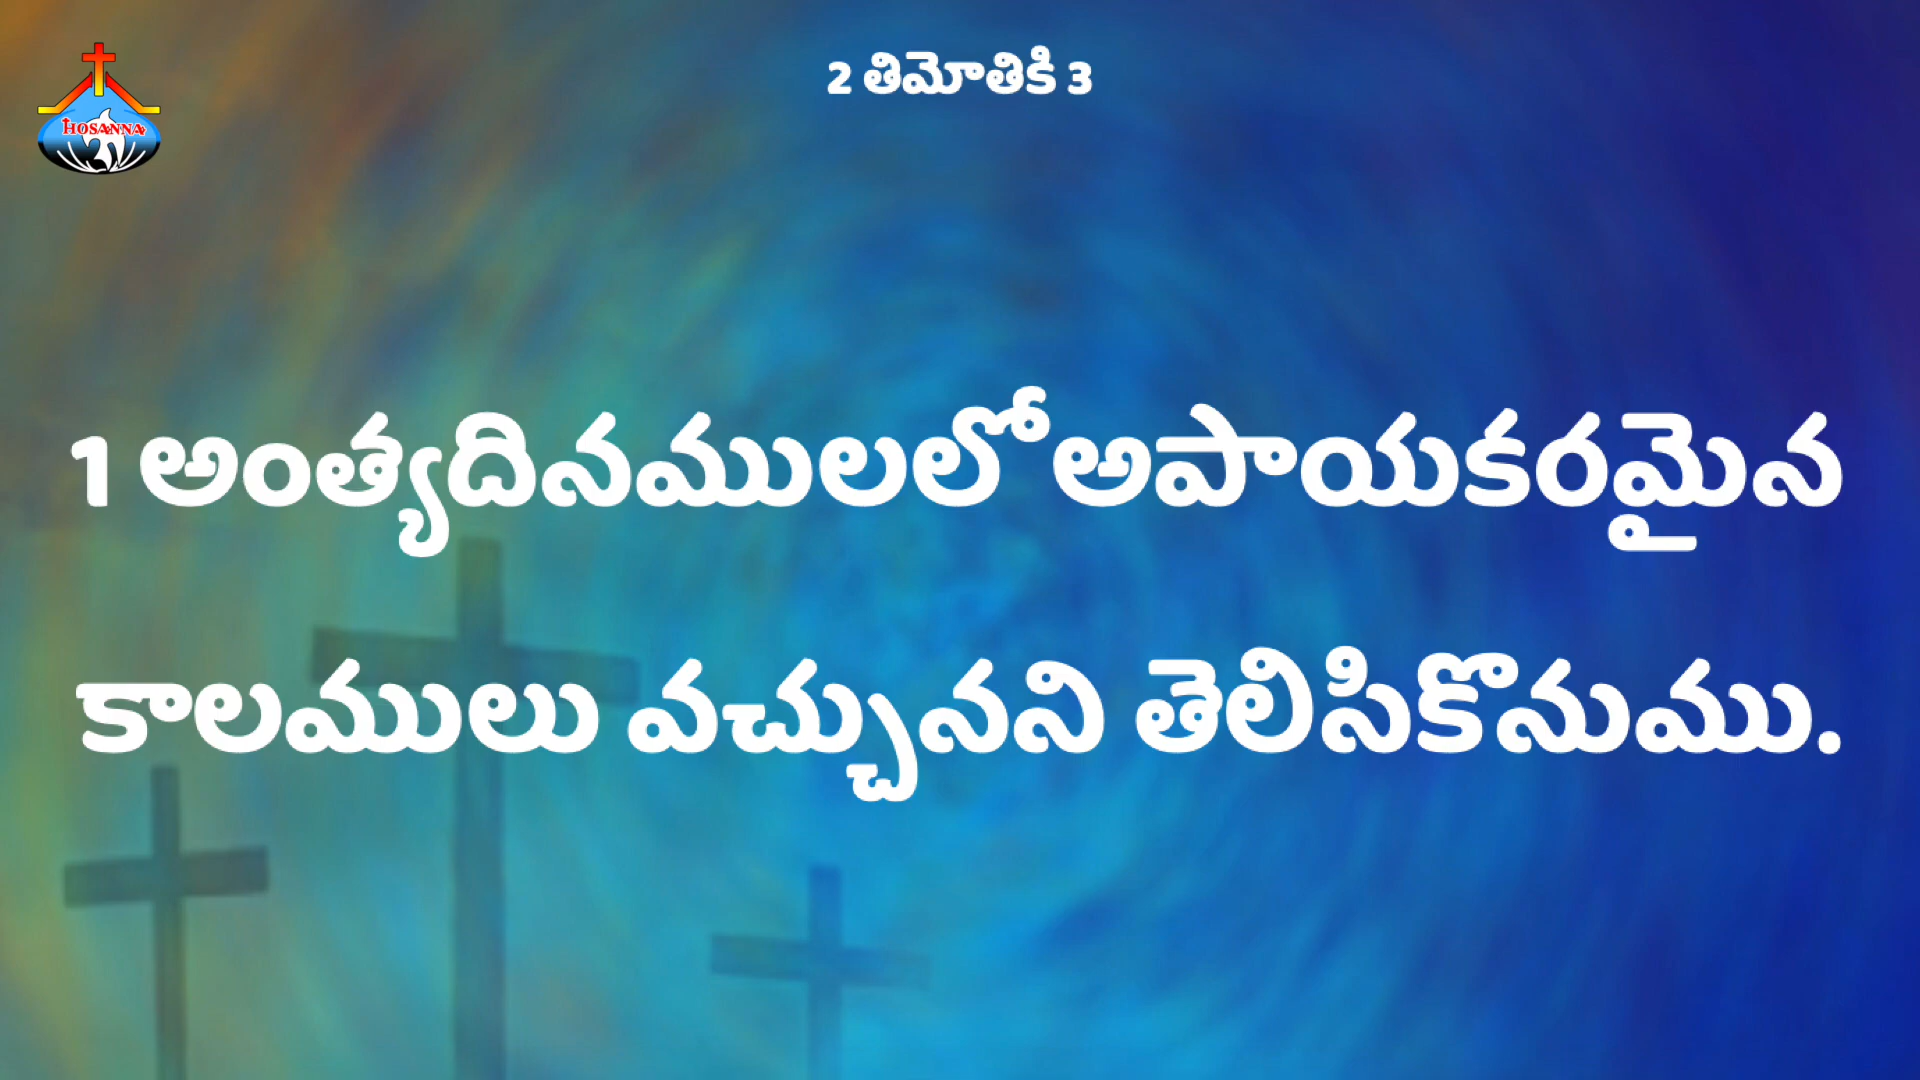 HOSANNA
2 తిమోతికి 3
1 అంత్యదినములలో అపాయకరమైన
కాలములు వచ్చునని తెలిసికొనుము.